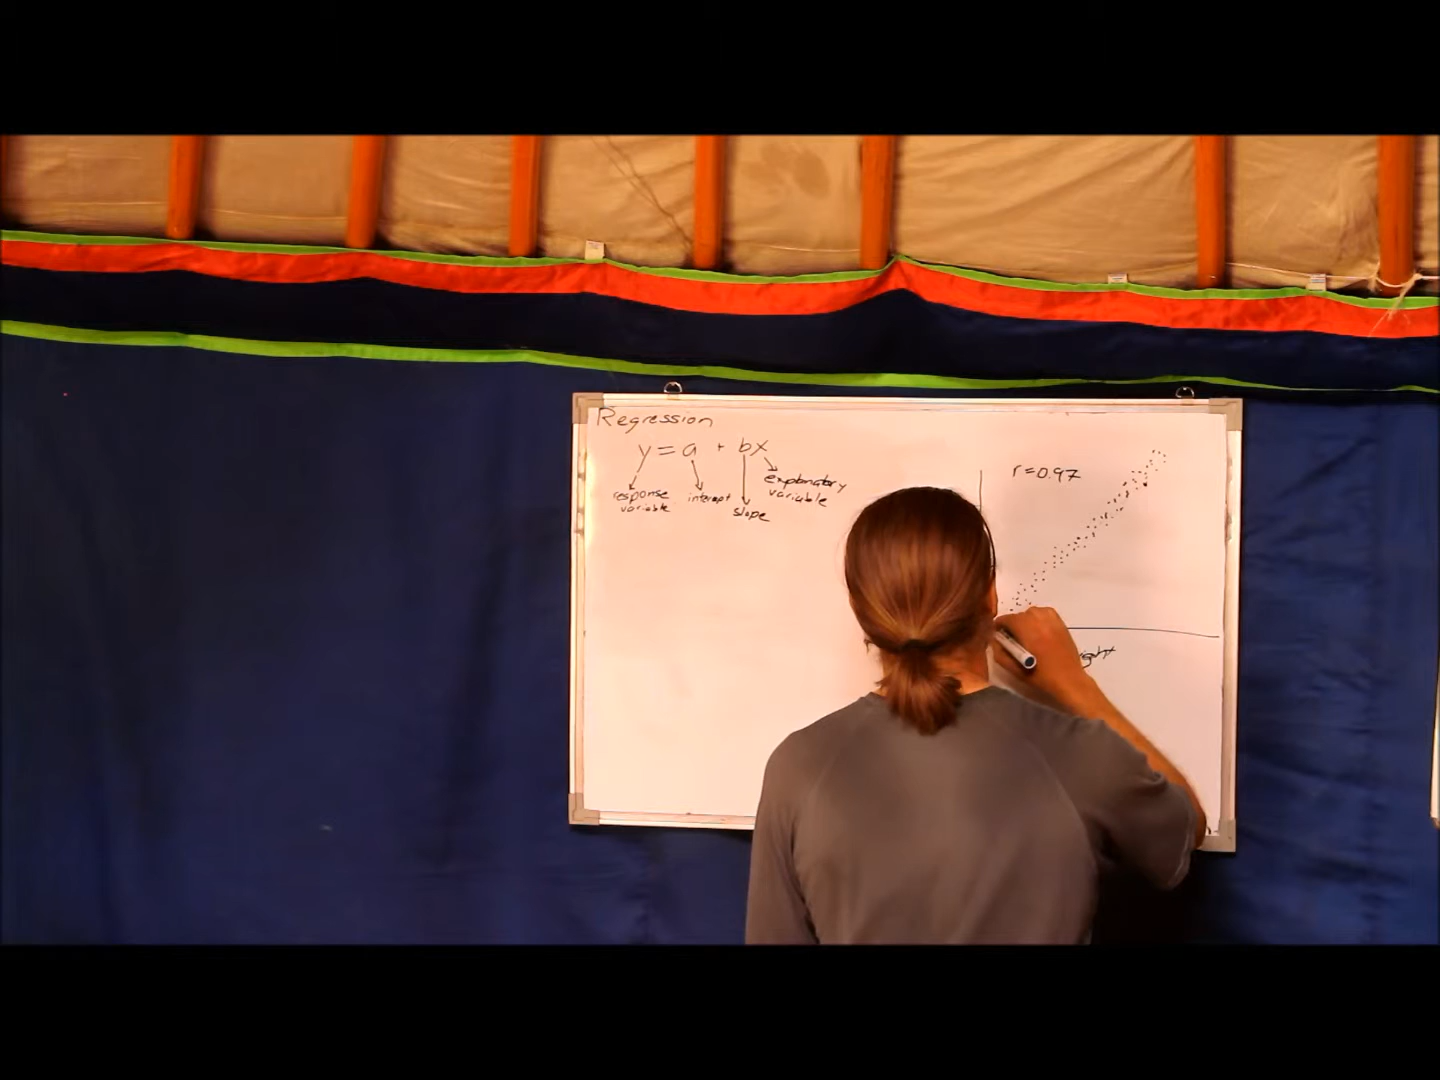 Regression
y = a + bx
response variable
intercept
slope
explanatory variable
r = 0.97